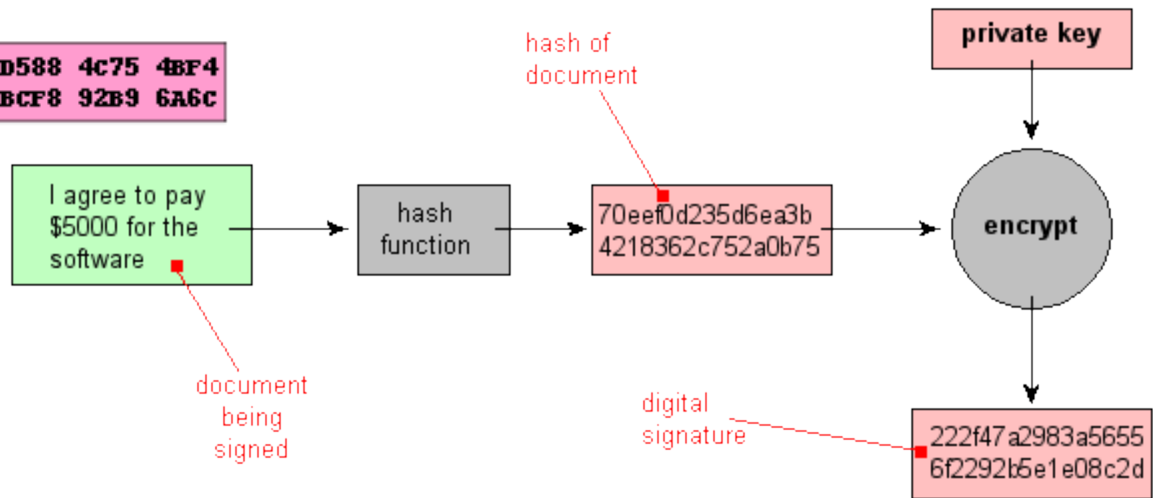 private key
hash of
document
D588 4C75 4BF4
BCF8 92B9 6A6C
I agree to pay
$5000 for the
software
hash
function
70eef0d235d6ea3b
4218362c752a0b75
encrypt
document
being
signed
digital
signature
222f47a2983a5655
6f2292b5e1e08c2d